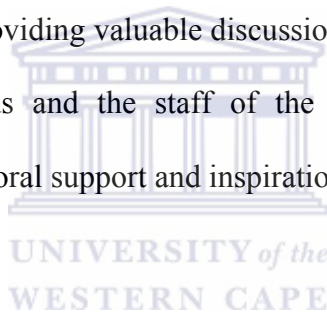 oviding valuable discussio
s and the staff of the
oral support and inspiratio
UNIVERSITY of the
WESTERN CAPE